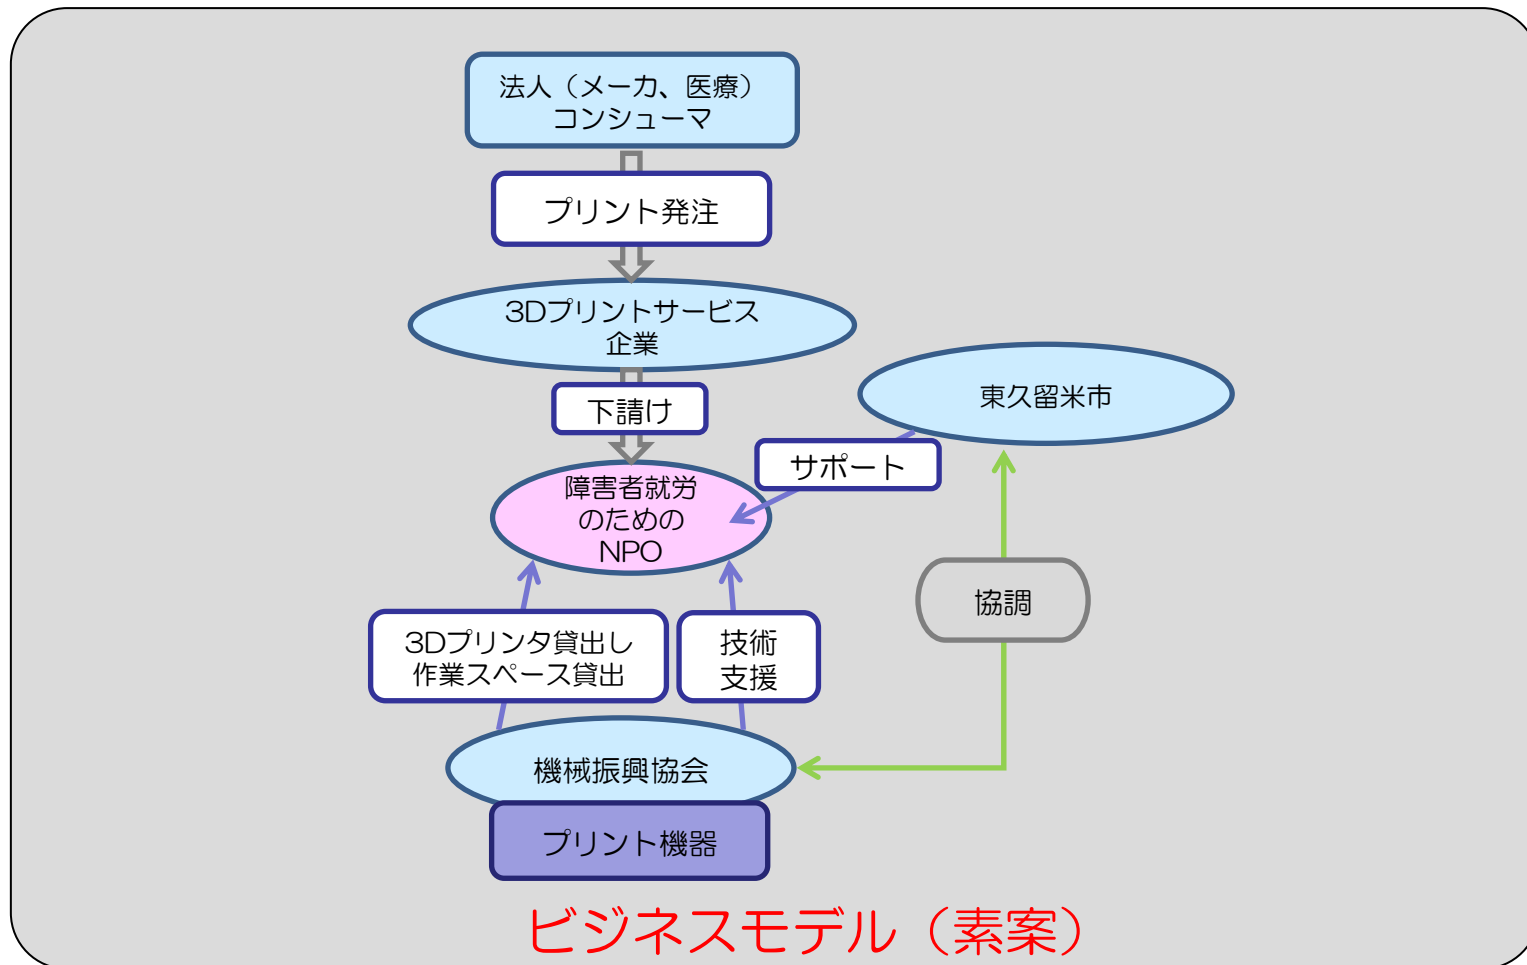 法人（メーカ、医療）
コンシューマ
プリント発注
3Dプリントサービス
企業
下請け
東久留米市
サポート
障害者就労
のための
NPO
協調
3Dプリンタ貸出し
作業スペース貸出
技術
支援
機械振興協会
プリント機器
ビジネスモデル（素案）